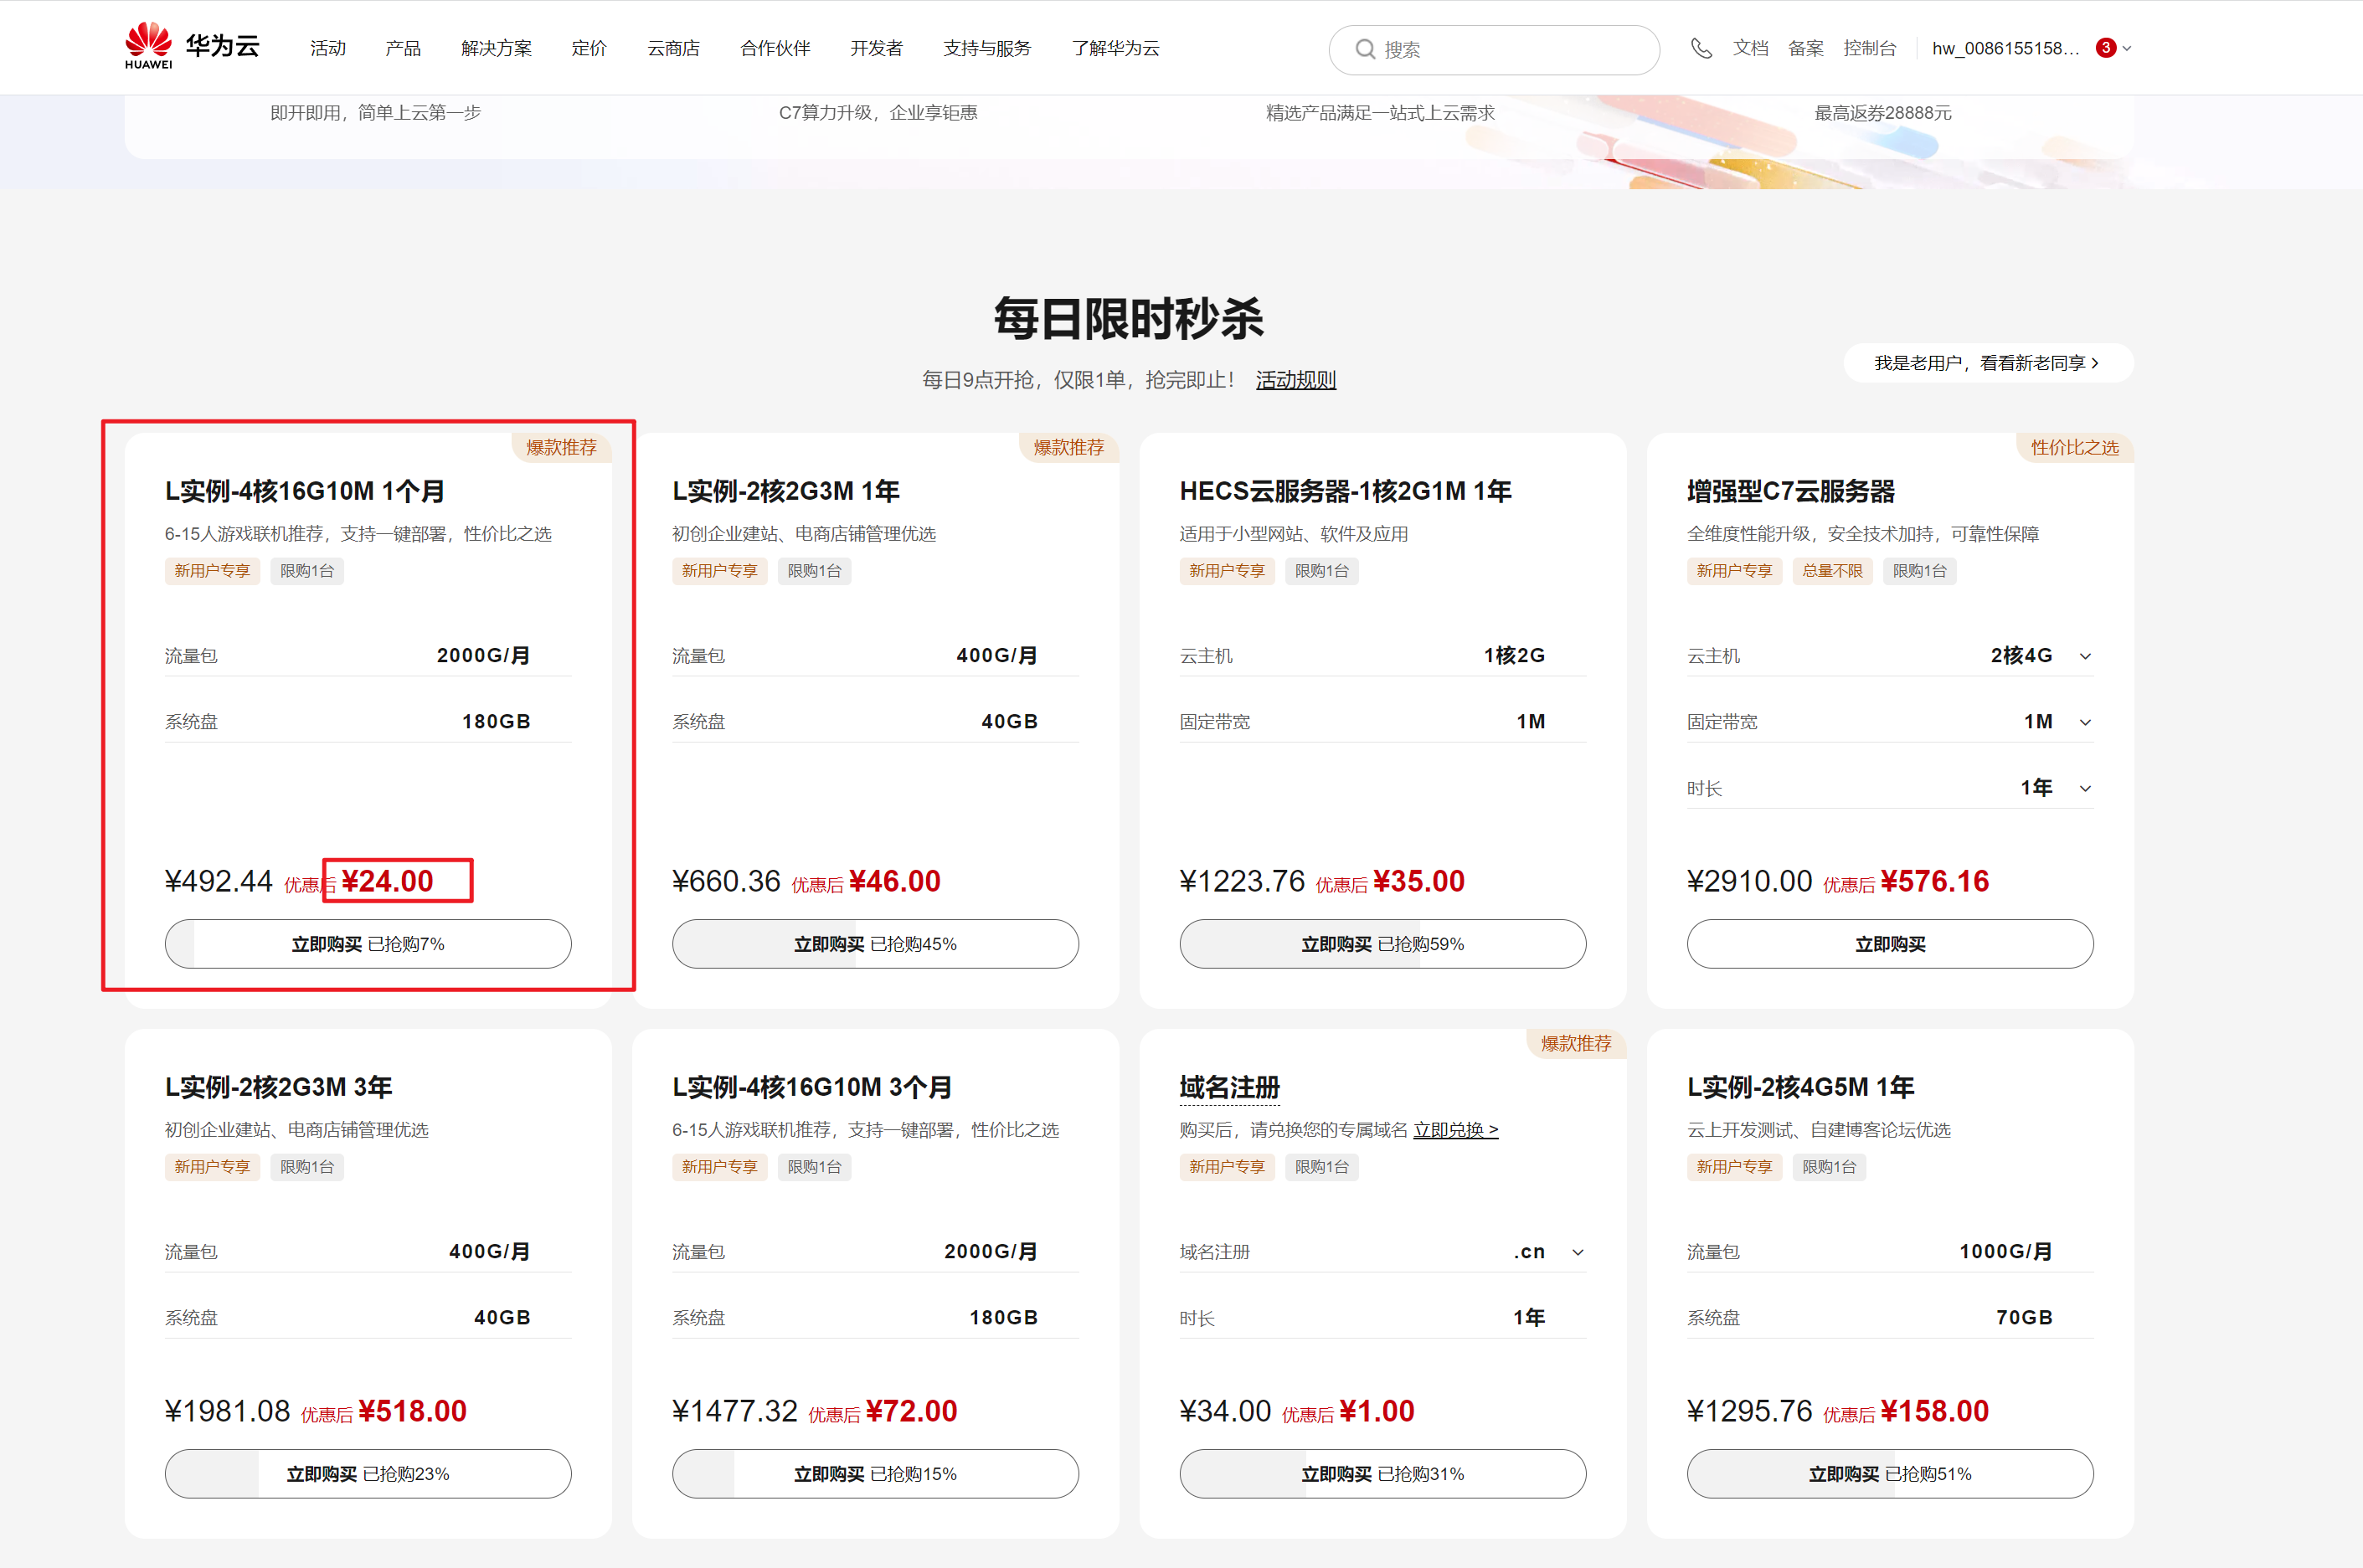 HUAWEI
华为云 活动 产品 解决方案 定价 云商店 合作伙伴 开发者 支持与服务 了解华为云 搜索 文档 备案 控制台 hw_0086155158... 3
即开即用，简单上云第一步 C7算力升级，企业享钜惠 精选产品满足一站式上云需求 最高返券28888元
每日限时秒杀
每日9点开抢，仅限1单，抢完即止！ 活动规则
我是老用户，看看新老同享
爆款推荐
L实例-4核16G10M 1个月
6-15人游戏联机推荐，支持一键部署，性价比之选
新用户专享 限购1台
流量包 2000G/月
系统盘 180GB
¥492.44 优惠后 ¥24.00
立即购买 已抢购7%
爆款推荐
L实例-2核2G3M 1年
初创企业建站、电商店铺管理优选
新用户专享 限购1台
流量包 400G/月
系统盘 40GB
¥660.36 优惠后 ¥46.00
立即购买 已抢购45%
HECS云服务器-1核2G1M 1年
适用于小型网站、软件及应用
新用户专享 限购1台
云主机 1核2G
固定带宽 1M
¥1223.76 优惠后 ¥35.00
立即购买 已抢购59%
性价比之选
增强型C7云服务器
全维度性能升级，安全技术加持，可靠性保障
新用户专享 总量不限 限购1台
云主机 2核4G
固定带宽 1M
时长 1年
¥2910.00 优惠后 ¥576.16
立即购买
L实例-2核2G3M 3年
初创企业建站、电商店铺管理优选
新用户专享 限购1台
流量包 400G/月
系统盘 40GB
¥1981.08 优惠后 ¥518.00
立即购买 已抢购23%
L实例-4核16G10M 3个月
6-15人游戏联机推荐，支持一键部署，性价比之选
新用户专享 限购1台
流量包 2000G/月
系统盘 180GB
¥1477.32 优惠后 ¥72.00
立即购买 已抢购15%
爆款推荐
域名注册
购买后，请兑换您的专属域名 立即兑换 >
新用户专享 限购1台
域名注册 .cn
时长 1年
¥34.00 优惠后 ¥1.00
立即购买 已抢购31%
L实例-2核4G5M 1年
云上开发测试、自建博客论坛优选
新用户专享 限购1台
流量包 1000G/月
系统盘 70GB
¥1295.76 优惠后 ¥158.00
立即购买 已抢购51%